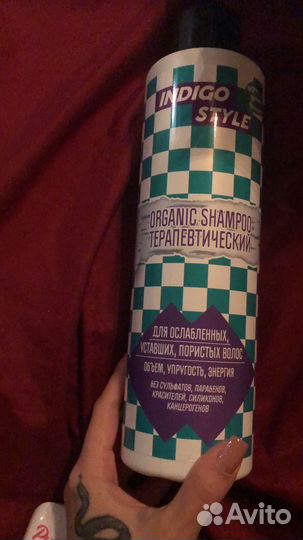 INDIGO
STYLE
ORGANIC SHAMPOO
ТЕРАПЕВТИЧЕСКИЙ
ДЛЯ ОСЛАБЛЕННЫХ,
УСТАВШИХ, ПОРИСТЫХ ВОЛОС
ОБЪЕМ, УПРУГОСТЬ, ЭНЕРГИЯ
БЕЗ СУЛЬФАТОВ, ПАРАБЕНОВ,
КРАСИТЕЛЕЙ, СИЛИКОНОВ,
КАНЦЕРОГЕНОВ
Avito